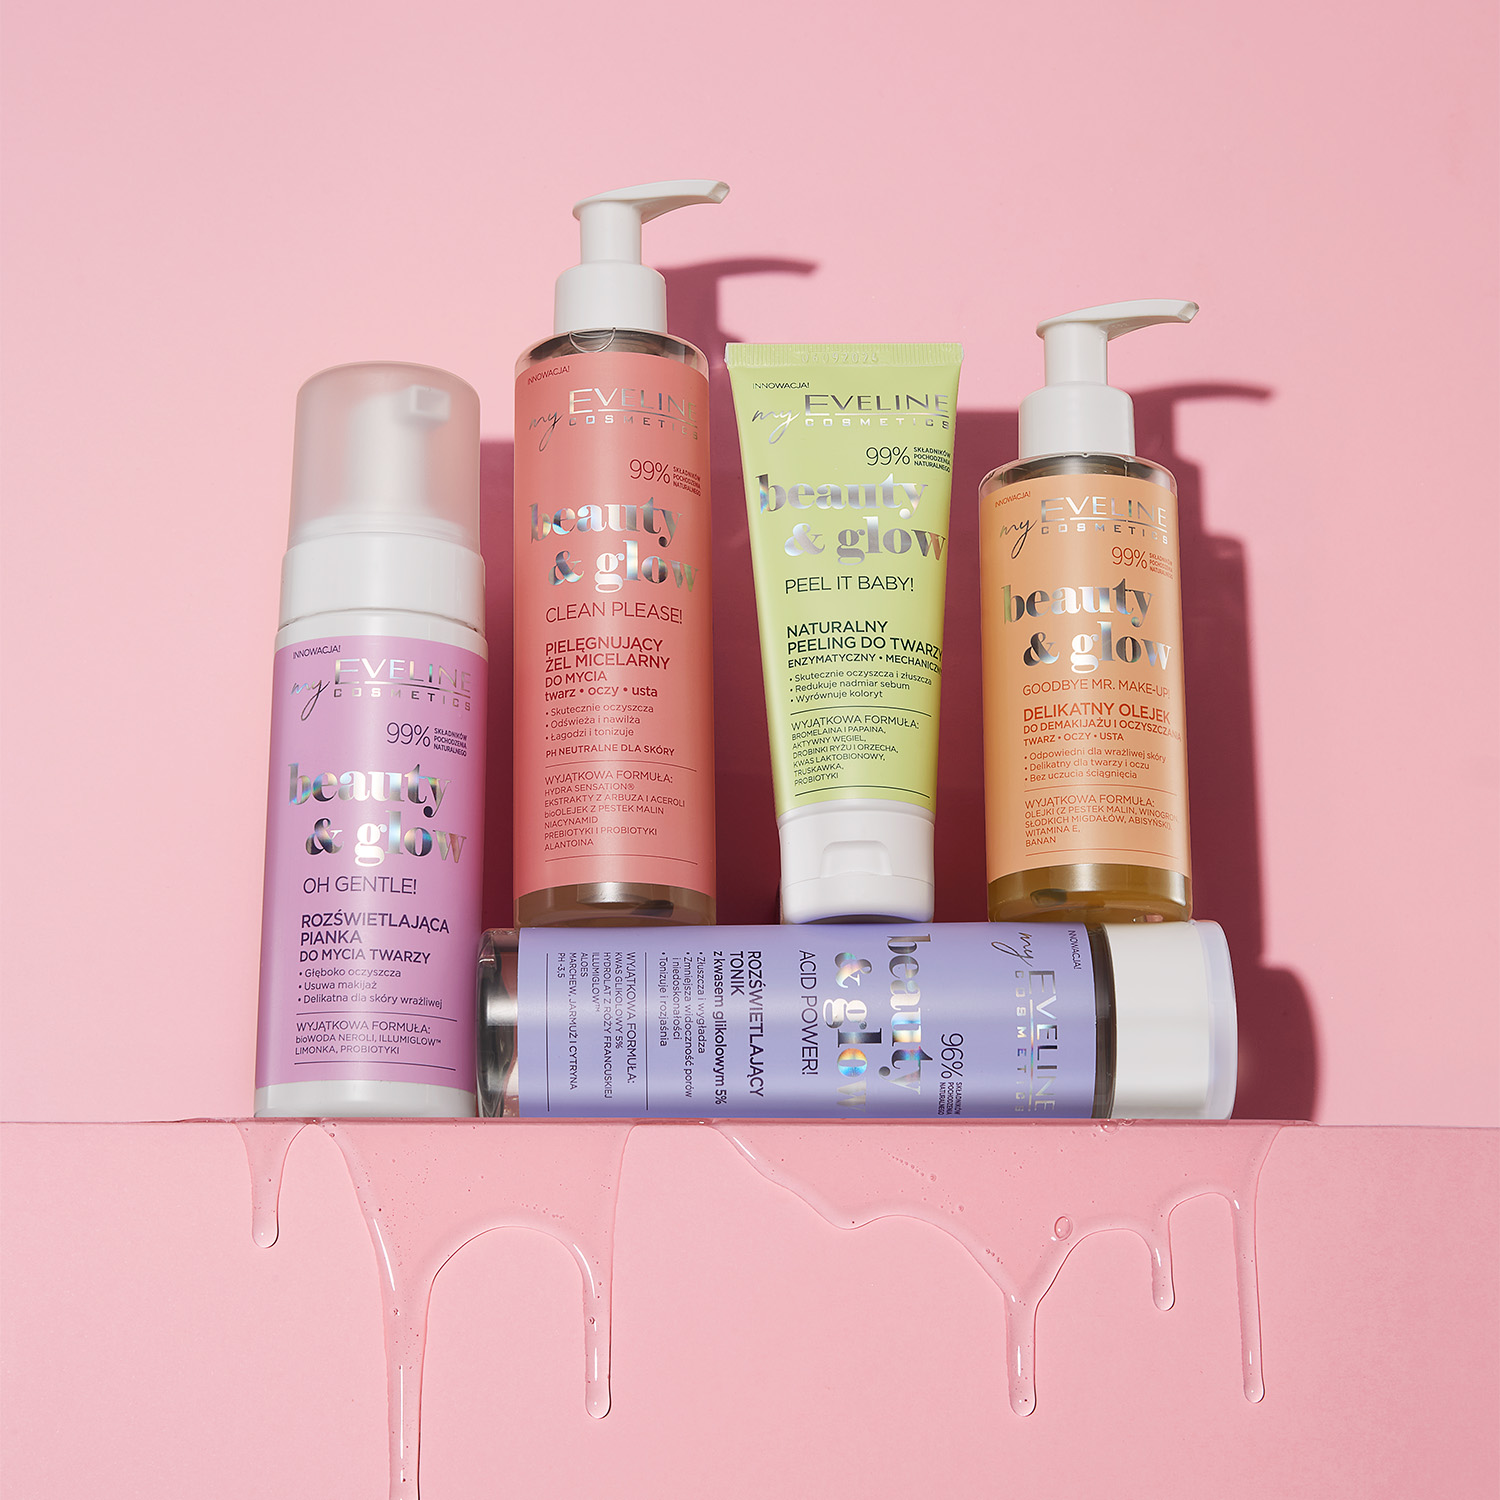 INNOWACJA!
my EVELINE
COSMETICS
99% SKŁADNIKÓW
POCHODZENIA
NATURALNEGO
beauty
& glow
OH GENTLE!
ROZŚWIETLAJĄCA
PIANKA
DO MYCIA TWARZY
• Głęboko oczyszcza
• Usuwa makijaż
• Delikatna dla skóry wrażliwej
WYJĄTKOWA FORMUŁA:
bioWODA NEROLI, ILLUMIGLOW™
LIMONKA, PROBIOTYKI
INNOWACJA!
my EVELINE
COSMETICS
99% SKŁADNIKÓW
POCHODZENIA
NATURALNEGO
beauty
& glow
CLEAN PLEASE!
PIELĘGNUJĄCY
ŻEL MICELARNY
DO MYCIA
twarz • oczy • usta
• Skutecznie oczyszcza
• Odświeża i nawilża
• Łagodzi i tonizuje
PH NEUTRALNE DLA SKÓRY
WYJĄTKOWA FORMUŁA:
HYDRA SENSATION®
EKSTRAKTY Z ARBUZA I ACEROLI
bioOLEJEK Z PESTEK MALIN
NIACYNAMID
PREBIOTYKI I PROBIOTYKI
ALANTOINA
INNOWACJA!
my EVELINE
COSMETICS
99% SKŁADNIKÓW
POCHODZENIA
NATURALNEGO
beauty
& glow
PEEL IT BABY!
NATURALNY
PEELING DO TWARZY
ENZYMATYCZNY • MECHANICZNY
• Skutecznie oczyszcza i złuszcza
• Redukuje nadmiar sebum
• Wyrównuje koloryt
WYJĄTKOWA FORMUŁA:
BROMELAINA I PAPAINA,
AKTYWNY WĘGIEL,
DROBINKI RYŻU I ORZECHA,
KWAS LAKTOBIONOWY,
TRUSKAWKA,
PROBIOTYKI
INNOWACJA!
my EVELINE
COSMETICS
99% SKŁADNIKÓW
POCHODZENIA
NATURALNEGO
beauty
& glow
GOODBYE MR. MAKE-UP!
DELIKATNY OLEJEK
DO DEMAKIJAŻU I OCZYSZCZANIA
TWARZ • OCZY • USTA
• Odpowiedni dla wrażliwej skóry
• Delikatny dla twarzy i oczu
• Bez uczucia ściągnięcia
WYJĄTKOWA FORMUŁA:
OLEJKI (Z PESTEK MALIN, WINOGRON,
SŁODKICH MIGDAŁÓW, ABISYŃSKI),
WITAMINA E,
BANAN
INNOWACJA!
my EVELINE
COSMETICS
96% SKŁADNIKÓW
POCHODZENIA
NATURALNEGO
beauty
& glow
ACID POWER!
ROZŚWIETLAJĄCY
TONIK
z kwasem glikolowym 5%
• Złuszcza i wygładza
• Zmniejsza widoczność porów
i niedoskonałości
• Tonizuje i rozjaśnia
WYJĄTKOWA FORMUŁA:
KWAS GLIKOLOWY 5%
HYDROLAT Z RÓŻY FRANCUSKIEJ
ILLUMIGLOW™
ALOES
MARCHEW, JARMUŻ I CYTRYNA
PH~3,5